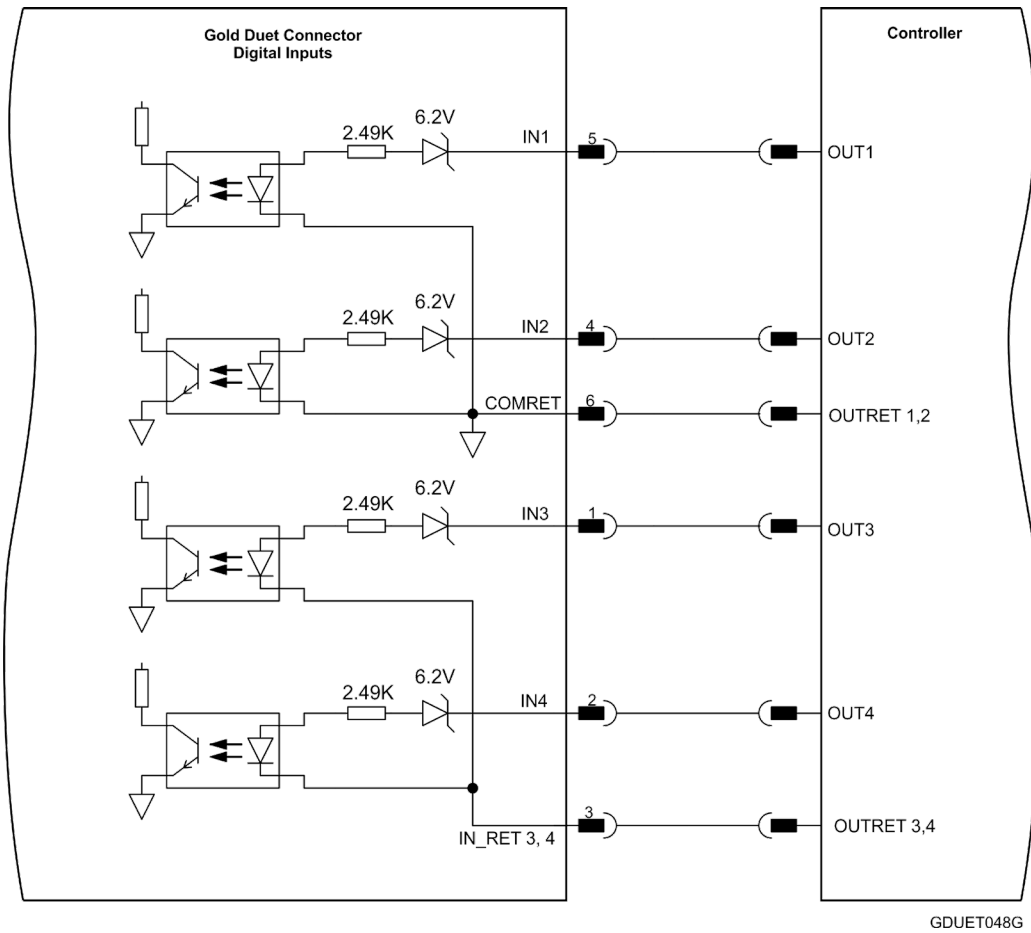 Gold Duet Connector
Digital Inputs
Controller
6.2V
2.49K
IN1
5
OUT1
6.2V
2.49K
IN2
4
OUT2
COMRET
6
OUTRET 1,2
6.2V
2.49K
IN3
1
OUT3
6.2V
2.49K
IN4
2
OUT4
3
IN_RET 3, 4
OUTRET 3,4
GDUET048G